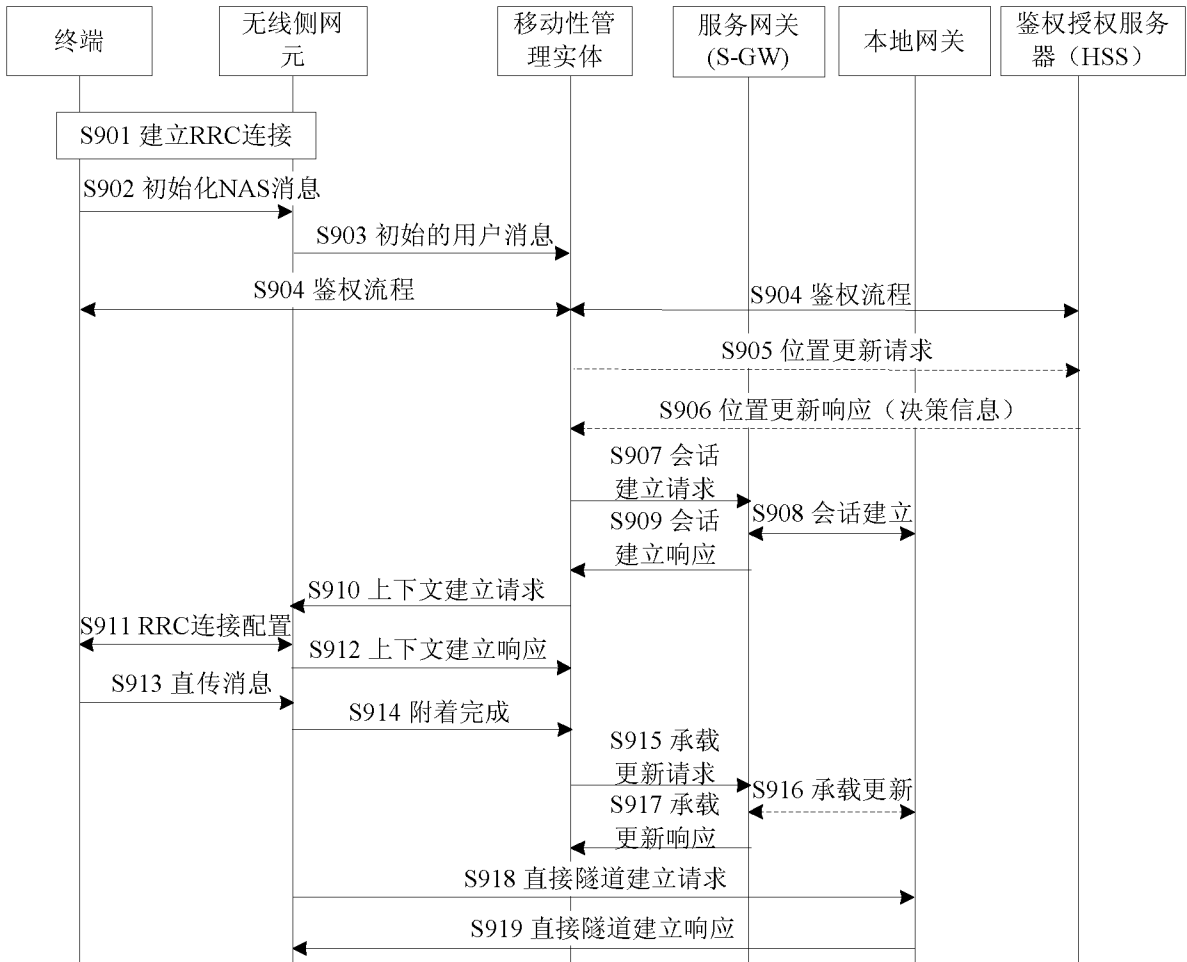 终端
无线侧网
元
移动性管
理实体
服务网关
(S-GW)
本地网关
鉴权授权服务
器（HSS）
S901 建立RRC连接
S902 初始化NAS消息
S903 初始的用户消息
S904 鉴权流程
S904 鉴权流程
S905 位置更新请求
S906 位置更新响应（决策信息）
S907 会话
建立请求
S908 会话建立
S909 会话
建立响应
S910 上下文建立请求
S911 RRC连接配置
S912 上下文建立响应
S913 直传消息
S914 附着完成
S915 承载
更新请求
S916 承载更新
S917 承载
更新响应
S918 直接隧道建立请求
S919 直接隧道建立响应